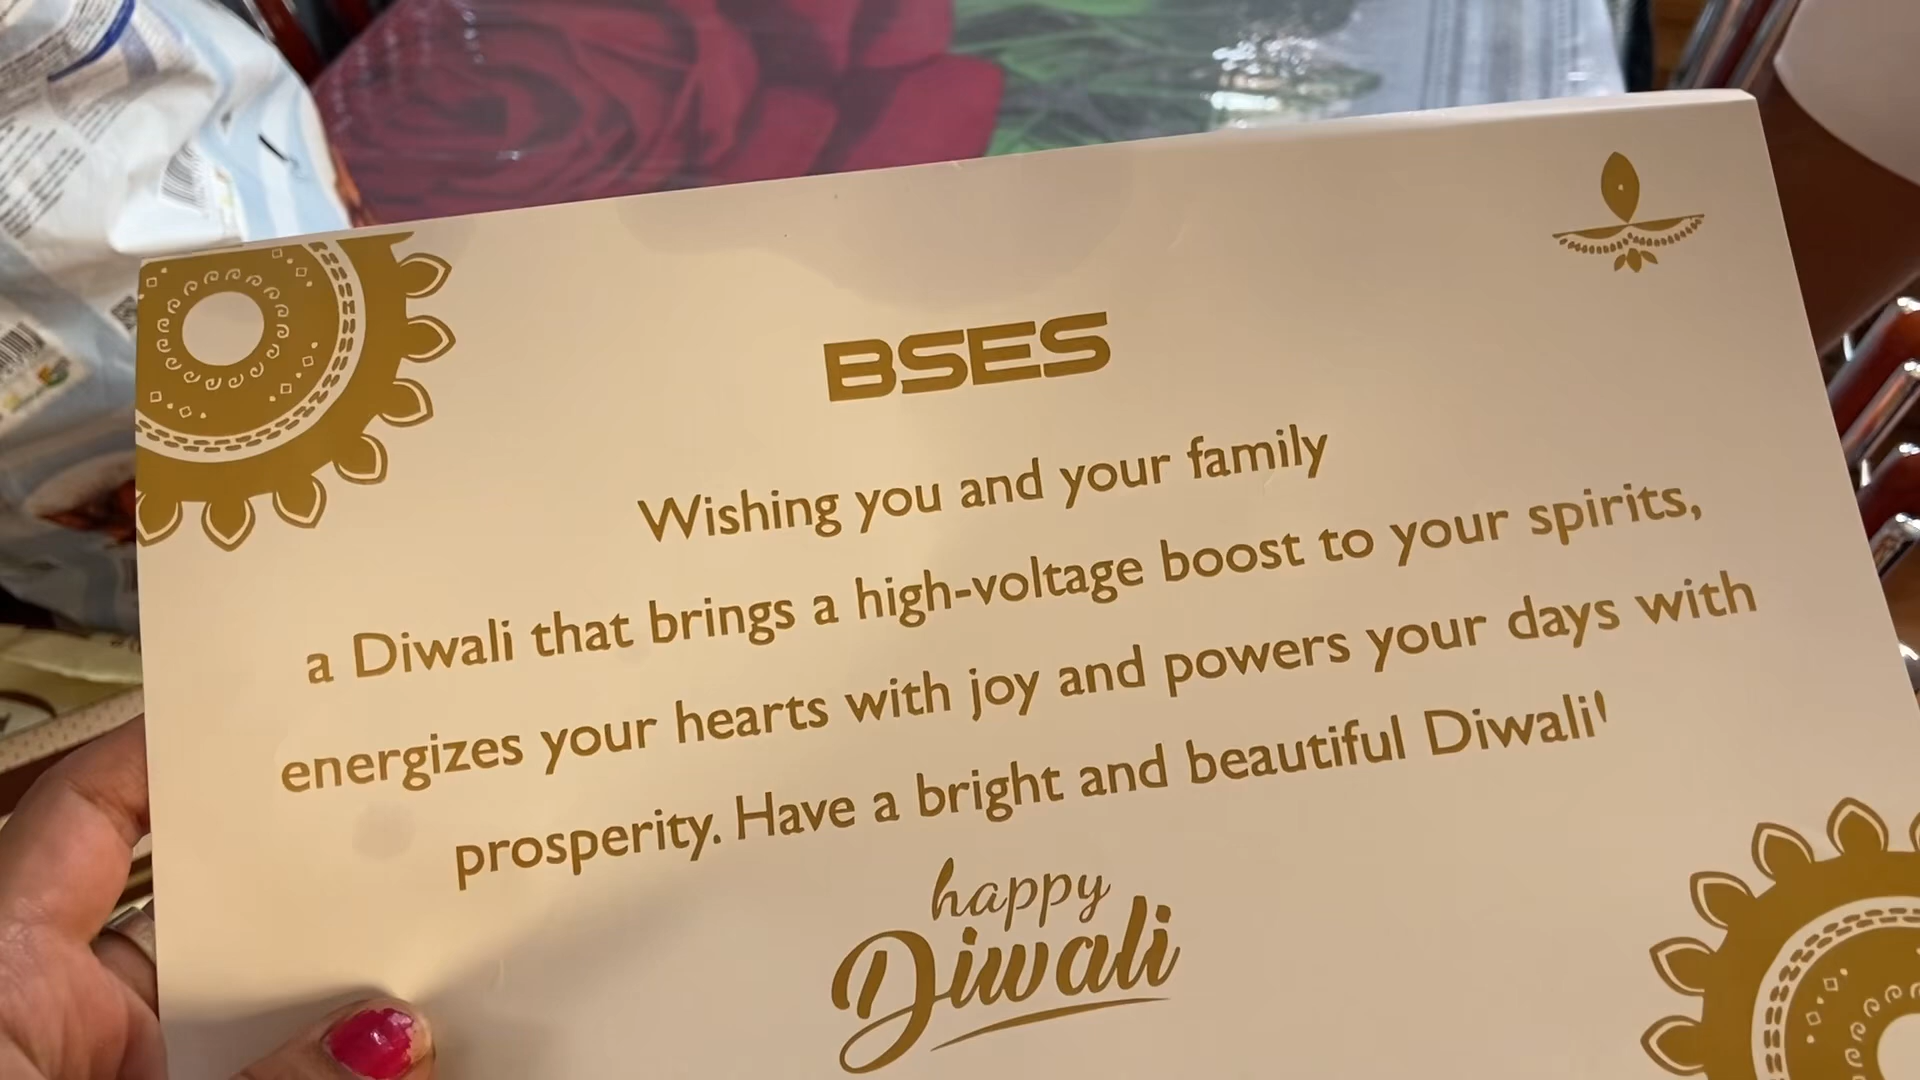 BSES
Wishing you and your family
a Diwali that brings a high-voltage boost to your spirits,
energizes your hearts with joy and powers your days with
prosperity. Have a bright and beautiful Diwali!
happy
Diwali